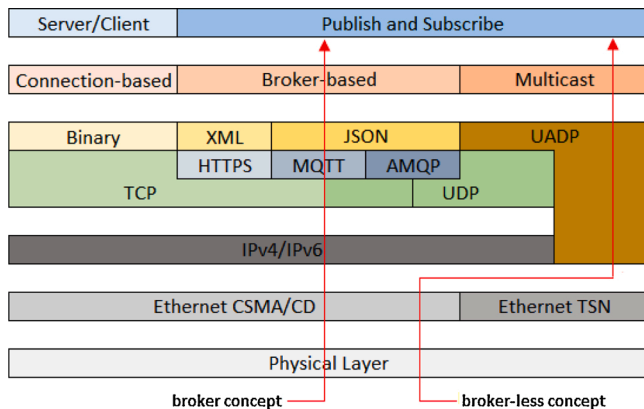 Server/Client Publish and Subscribe
Connection-based Broker-based Multicast
Binary XML JSON UADP
HTTPS MQTT AMQP
TCP UDP
IPv4/IPv6
Ethernet CSMA/CD Ethernet TSN
Physical Layer
broker concept broker-less concept